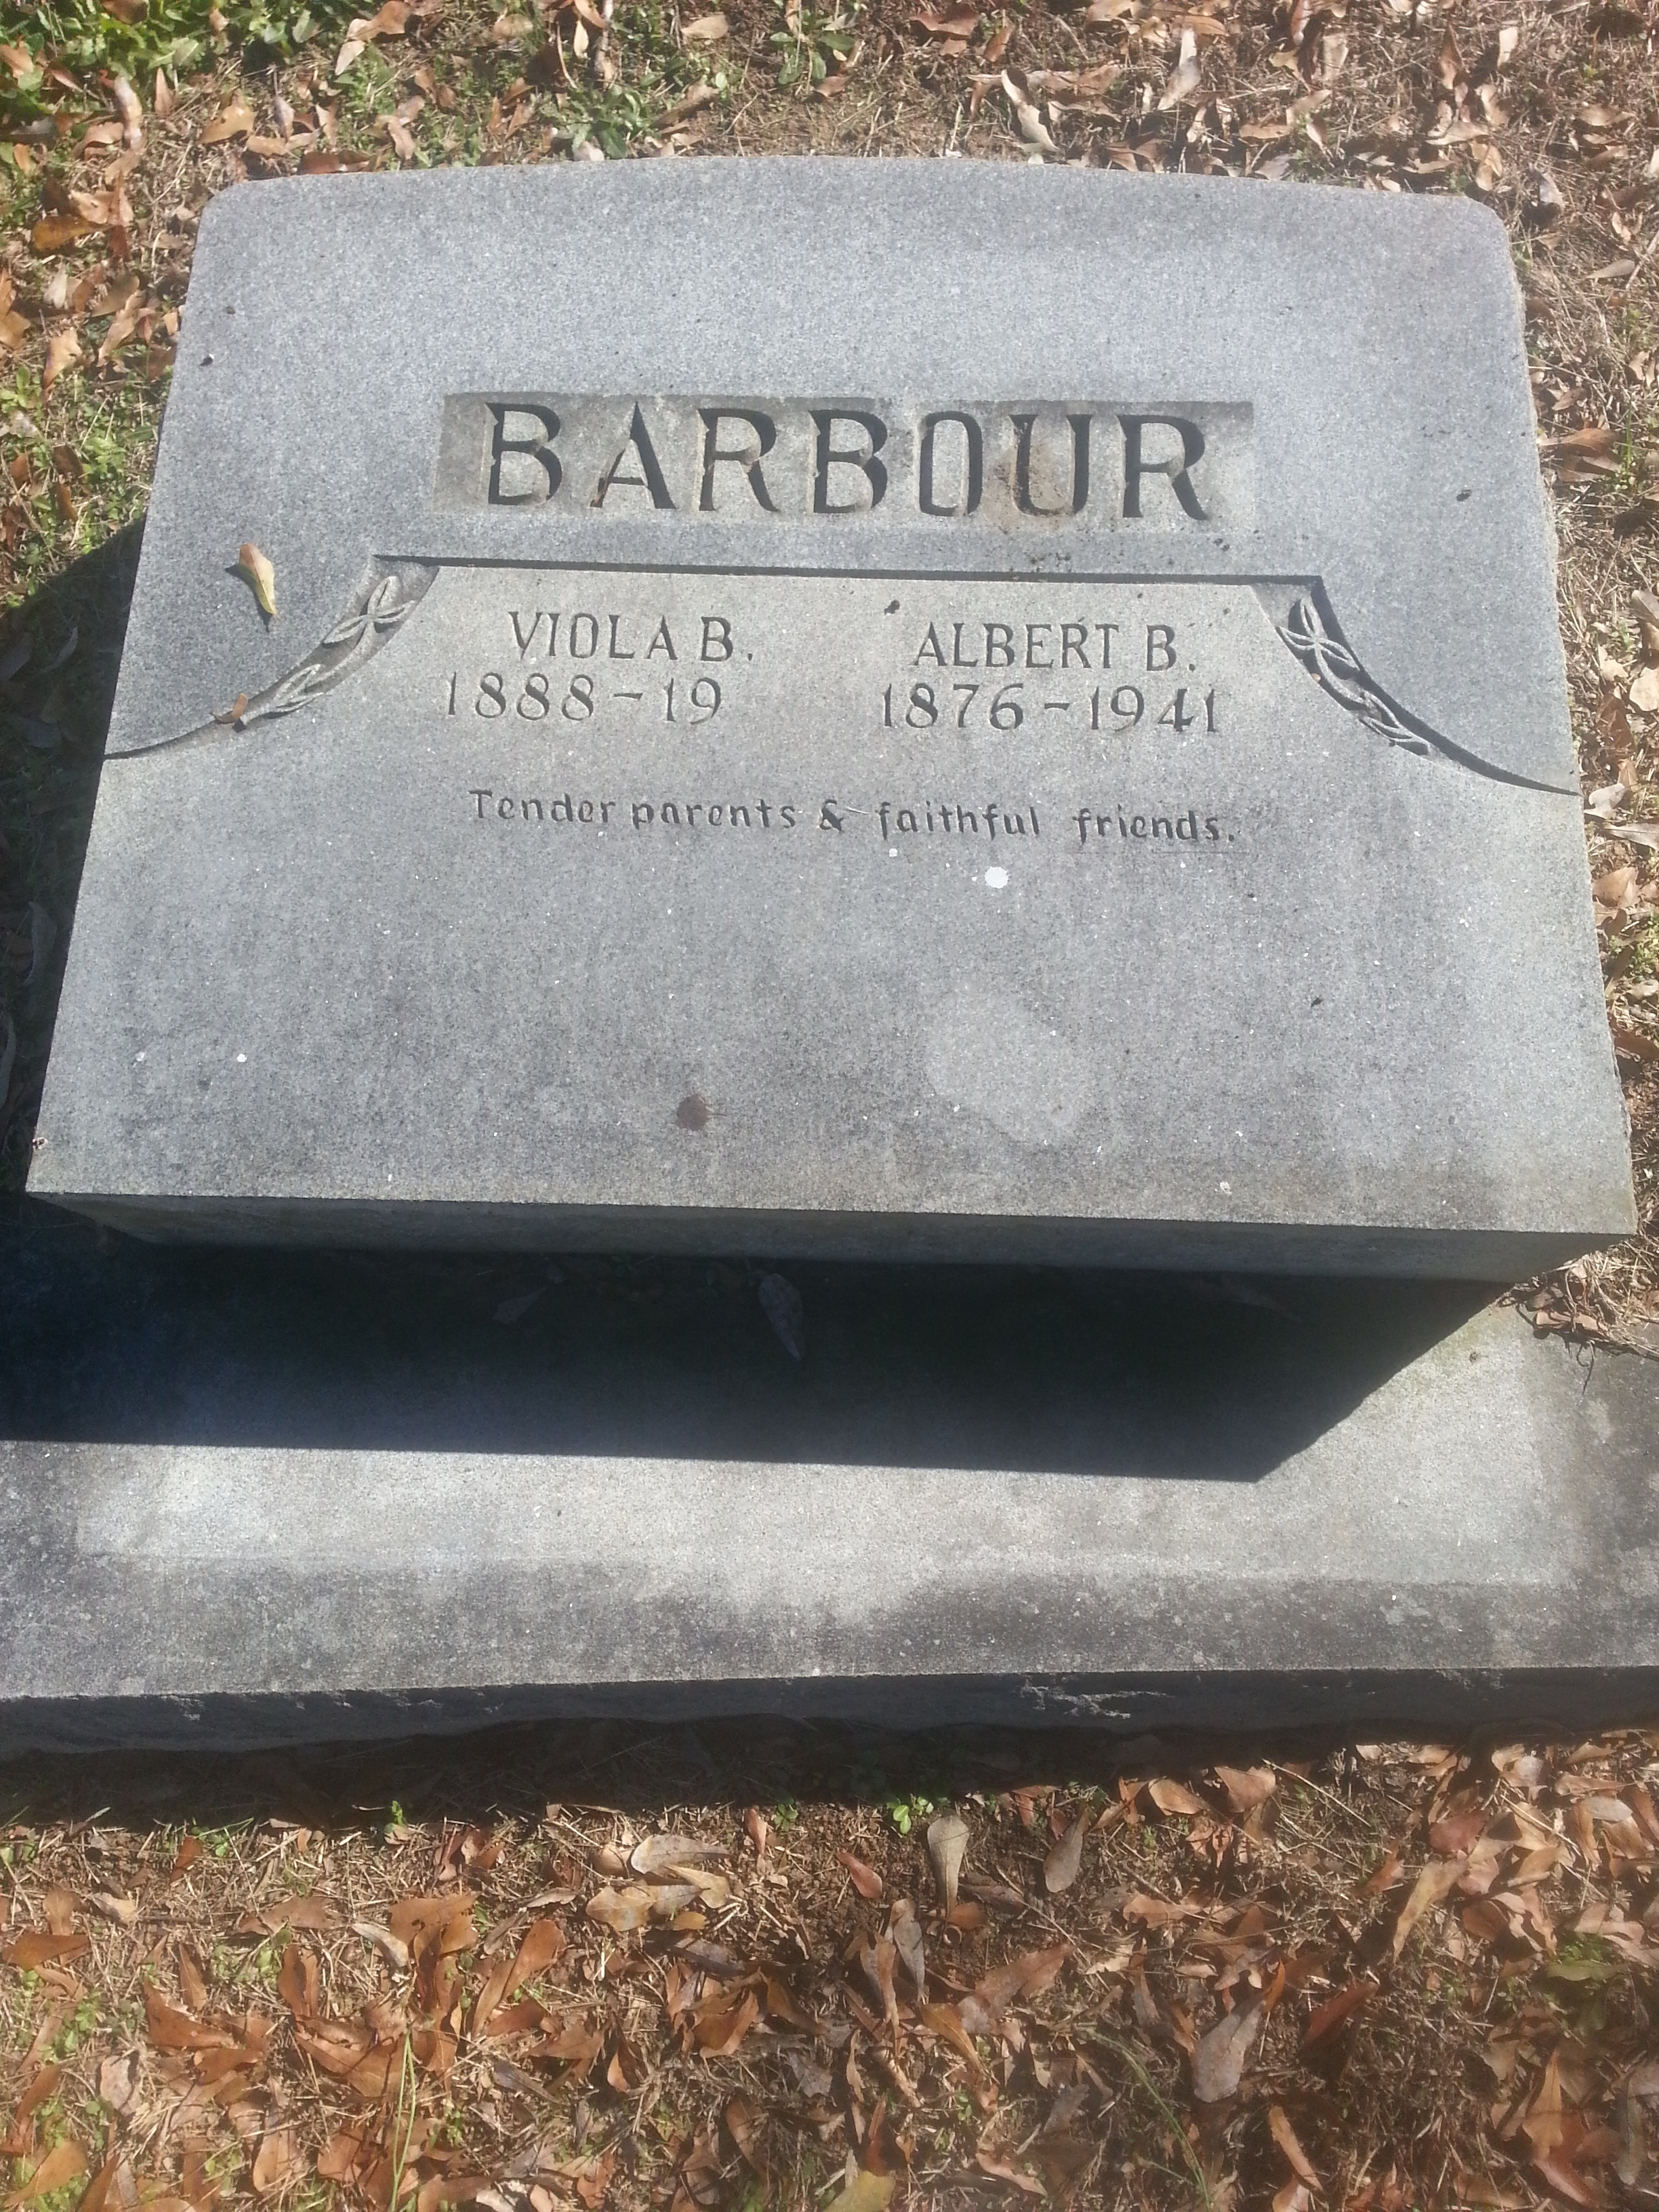 BARBOUR
VIOLA B. ALBERT B.
1888-19 1876-1941
Tender parents & faithful friends.